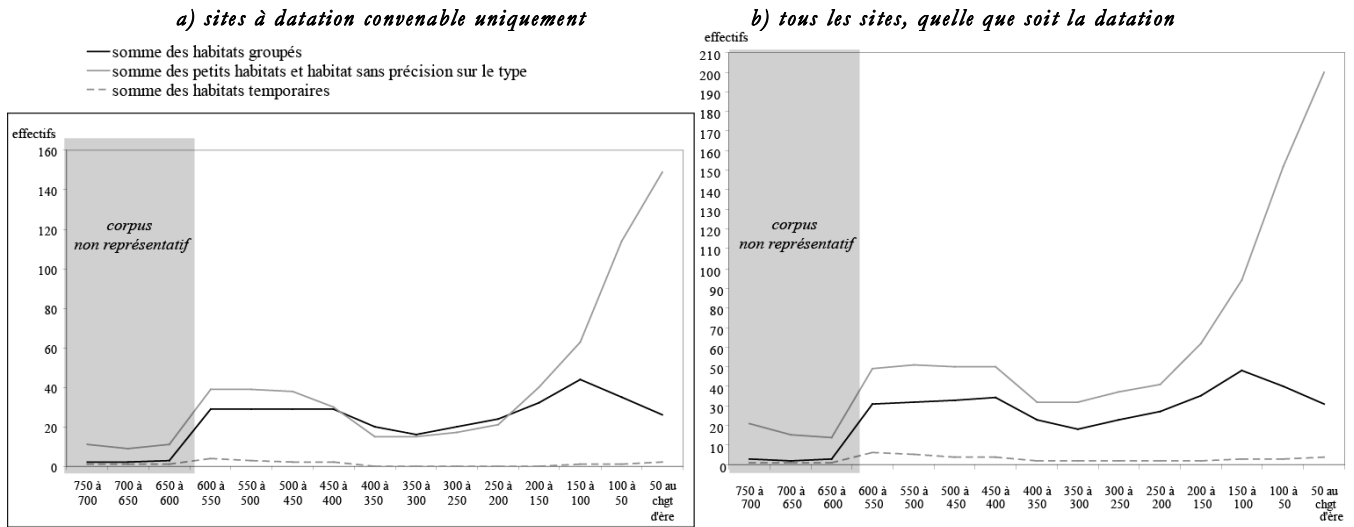 a) sites à datation convenable uniquement
somme des habitats groupés
somme des petits habitats et habitat sans précision sur le type
somme des habitats temporaires
effectifs
160
140
120
100
80
60
40
20
0
corpus
non représentatif
750 à 700 à 650 à 600 à 550 à 500 à 450 à 400 à 350 à 300 à 250 à 200 à 150 à 100 à 50 au
700 650 600 550 500 450 400 350 300 250 200 150 100 50 chgt
d'ère
b) tous les sites, quelle que soit la datation
effectifs
210
200
190
180
170
160
150
140
130
120
110
100
90
80
70
60
50
40
30
20
10
0
corpus
non représentatif
750 à 700 à 650 à 600 à 550 à 500 à 450 à 400 à 350 à 300 à 250 à 200 à 150 à 100 à 50 au
700 650 600 550 500 450 400 350 300 250 200 150 100 50 chgt
d'ère